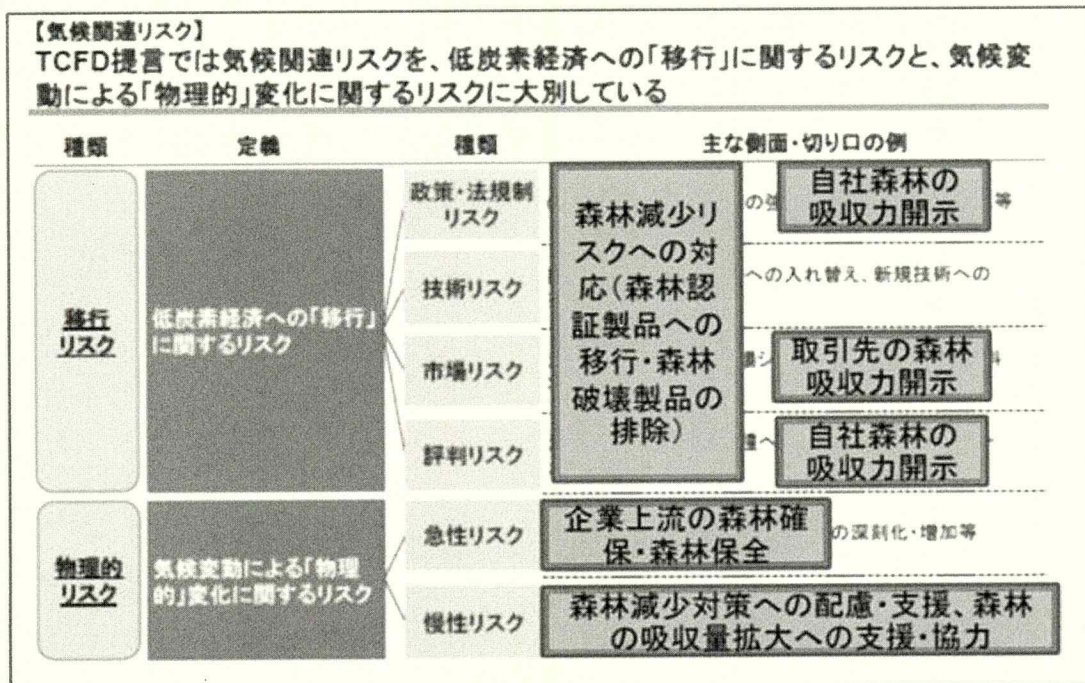 【気候関連リスク】
TCFD提言では気候関連リスクを、低炭素経済への「移行」に関するリスクと、気候変
動による「物理的」変化に関するリスクに大別している
種類
定義
種類
主な側面・切り口の例
移行
リスク
低炭素経済への「移行」
に関するリスク
政策・法規制
リスク
技術リスク
市場リスク
評判リスク
森林減少リ
スクへの対
応(森林認
証製品への
移行・森林
破壊製品の
排除)
の強
自社森林の
吸収力開示
等
への入れ替え、新規技術への
取引先の森林
吸収力開示
自社森林の
吸収力開示
物理的
リスク
気候変動による「物理
的」変化に関するリスク
急性リスク
慢性リスク
企業上流の森林確
保・森林保全
の深刻化・増加等
森林減少対策への配慮・支援、森林
の吸収量拡大への支援・協力